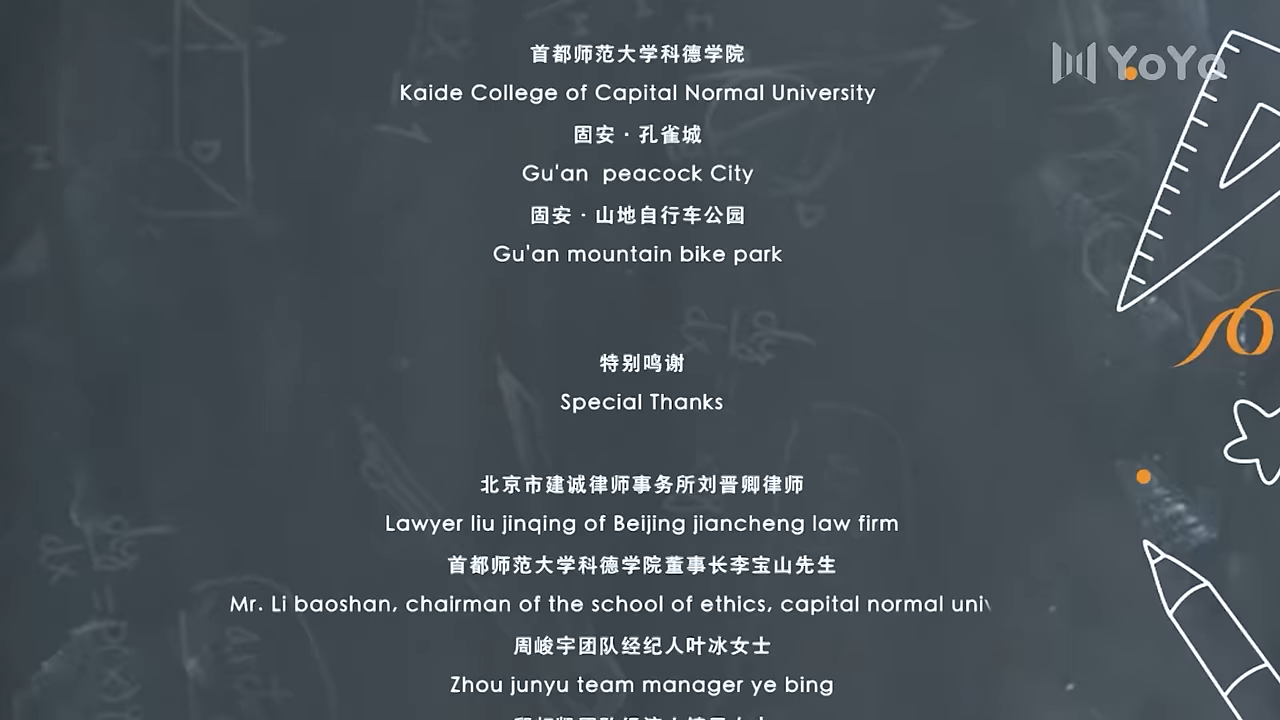 首都师范大学科德学院
YoYo
Kaide College of Capital Normal University
固安·孔雀城
Gu'an peacock City
固安·山地自行车公园
Gu'an mountain bike park
特别鸣谢
Special Thanks
北京市建诚律师事务所刘晋卿律师
Lawyer liu jinqing of Beijing jiancheng law firm
首都师范大学科德学院董事长李宝山先生
Mr. Li baoshan, chairman of the school of ethics, capital normal uni
周峻宇团队经纪人叶冰女士
Zhou junyu team manager ye bing